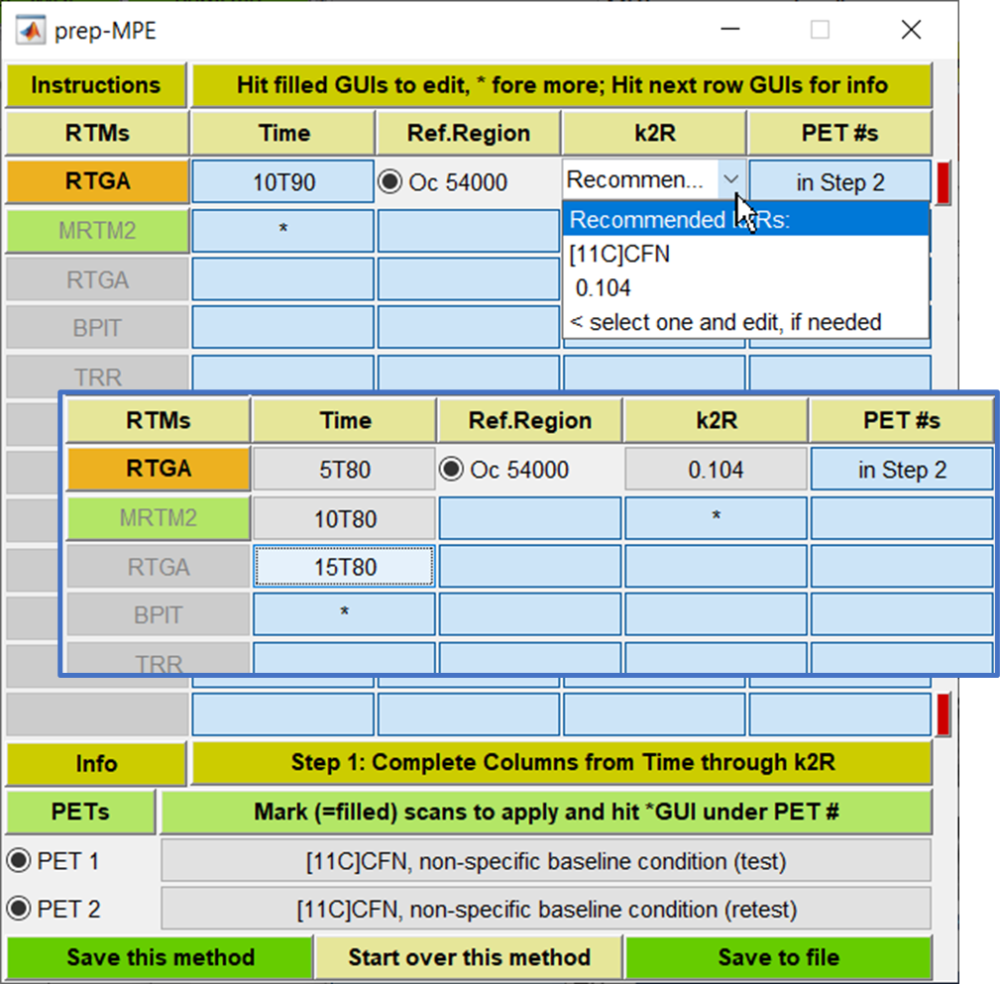 prep-MPE
Instructions Hit filled GUIs to edit, * fore more; Hit next row GUIs for info
RTMs Time Ref.Region k2R PET #s
RTGA 10T90 Oc 54000 Recommen... in Step 2
MRTM2 * Recommended k2Rs:
[11C]CFN
RTGA 0.104
BPIT < select one and edit, if needed
TRR
RTMs Time Ref.Region k2R PET #s
RTGA 5T80 Oc 54000 0.104 in Step 2
MRTM2 10T80 *
RTGA 15T80
BPIT *
TRR
Info Step 1: Complete Columns from Time through k2R
PETs Mark (=filled) scans to apply and hit *GUI under PET #
PET 1 [11C]CFN, non-specific baseline condition (test)
PET 2 [11C]CFN, non-specific baseline condition (retest)
Save this method Start over this method Save to file